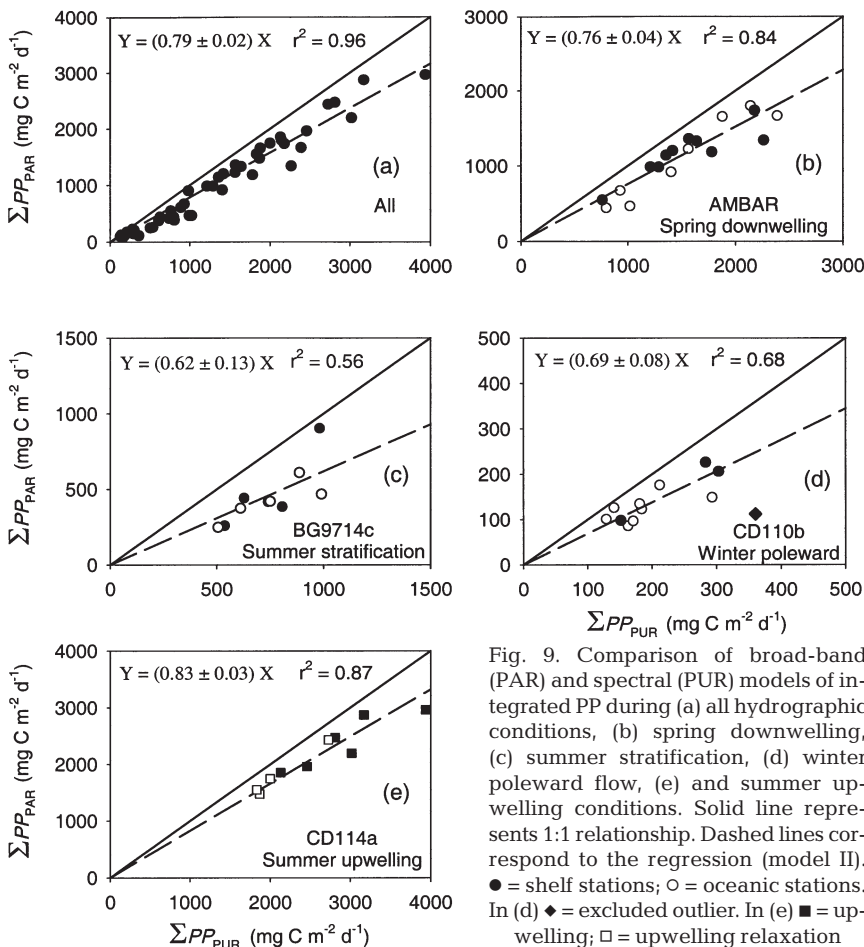 Y = (0.79 ± 0.02) X r² = 0.96
4000
3000
2000
1000
0
ΣPP_PAR (mg C m⁻² d⁻¹)
(a)
All
0 1000 2000 3000 4000
Y = (0.76 ± 0.04) X r² = 0.84
3000
2000
1000
0
(b)
AMBAR
Spring downwelling
0 1000 2000 3000
Y = (0.62 ± 0.13) X r² = 0.56
1500
1000
500
0
ΣPP_PAR (mg C m⁻² d⁻¹)
(c)
BG9714c
Summer stratification
0 500 1000 1500
Y = (0.69 ± 0.08) X r² = 0.68
500
400
300
200
100
0
(d)
CD110b
Winter poleward
0 100 200 300 400 500
ΣPP_PUR (mg C m⁻² d⁻¹)
Y = (0.83 ± 0.03) X r² = 0.87
4000
3000
2000
1000
0
ΣPP_PAR (mg C m⁻² d⁻¹)
(e)
CD114a
Summer upwelling
0 1000 2000 3000 4000
ΣPP_PUR (mg C m⁻² d⁻¹)
Fig. 9. Comparison of broad-band
(PAR) and spectral (PUR) models of in-
tegrated PP during (a) all hydrographic
conditions, (b) spring downwelling,
(c) summer stratification, (d) winter
poleward flow, (e) and summer up-
welling conditions. Solid line repre-
sents 1:1 relationship. Dashed lines cor-
respond to the regression (model II).
● = shelf stations; ○ = oceanic stations.
In (d) ◆ = excluded outlier. In (e) ■ = up-
welling; □ = upwelling relaxation